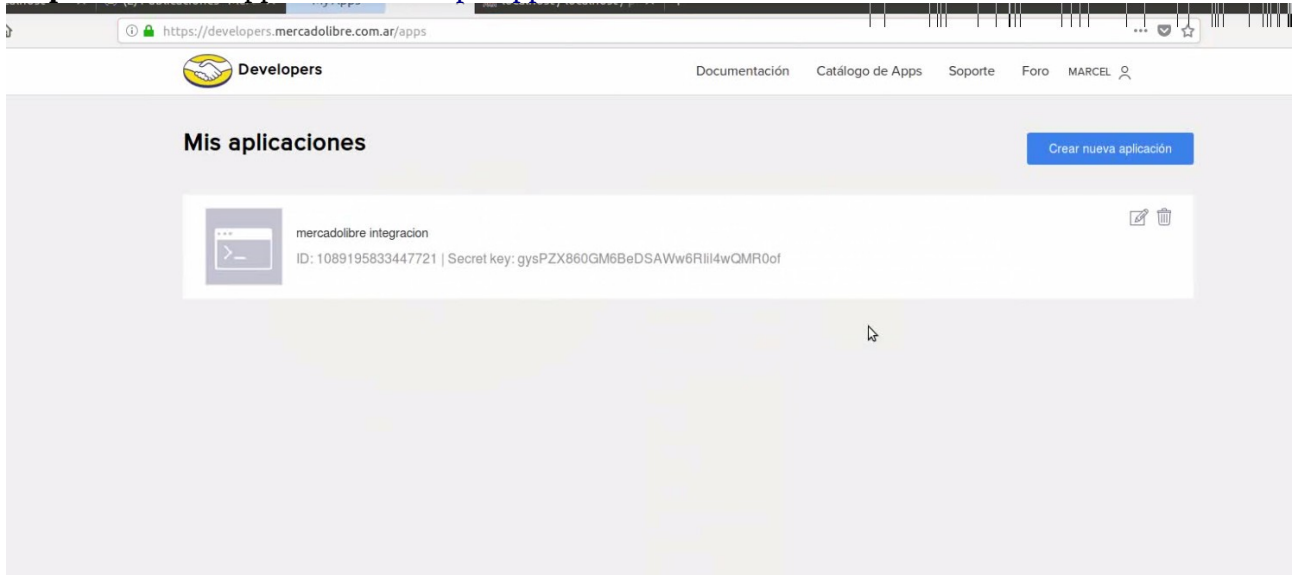 https://developers.mercadolibre.com.ar/apps
Developers
Documentación Catálogo de Apps Soporte Foro MARCEL
Mis aplicaciones
Crear nueva aplicación
mercadolibre integracion
ID: 1089195833447721 | Secret key: gysPZX860GM6BeDSAWw6RIiI4wQMR0of